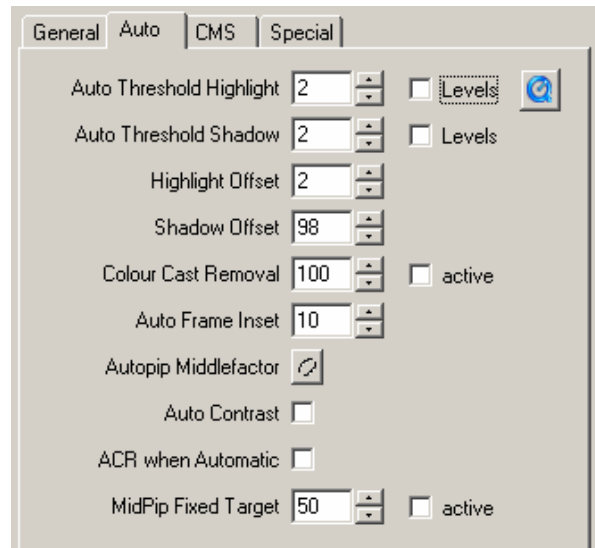 General Auto CMS Special
Auto Threshold Highlight 2 Levels
Auto Threshold Shadow 2 Levels
Highlight Offset 2
Shadow Offset 98
Colour Cast Removal 100 active
Auto Frame Inset 10
Autopip Middlefactor
Auto Contrast
ACR when Automatic
MidPip Fixed Target 50 active